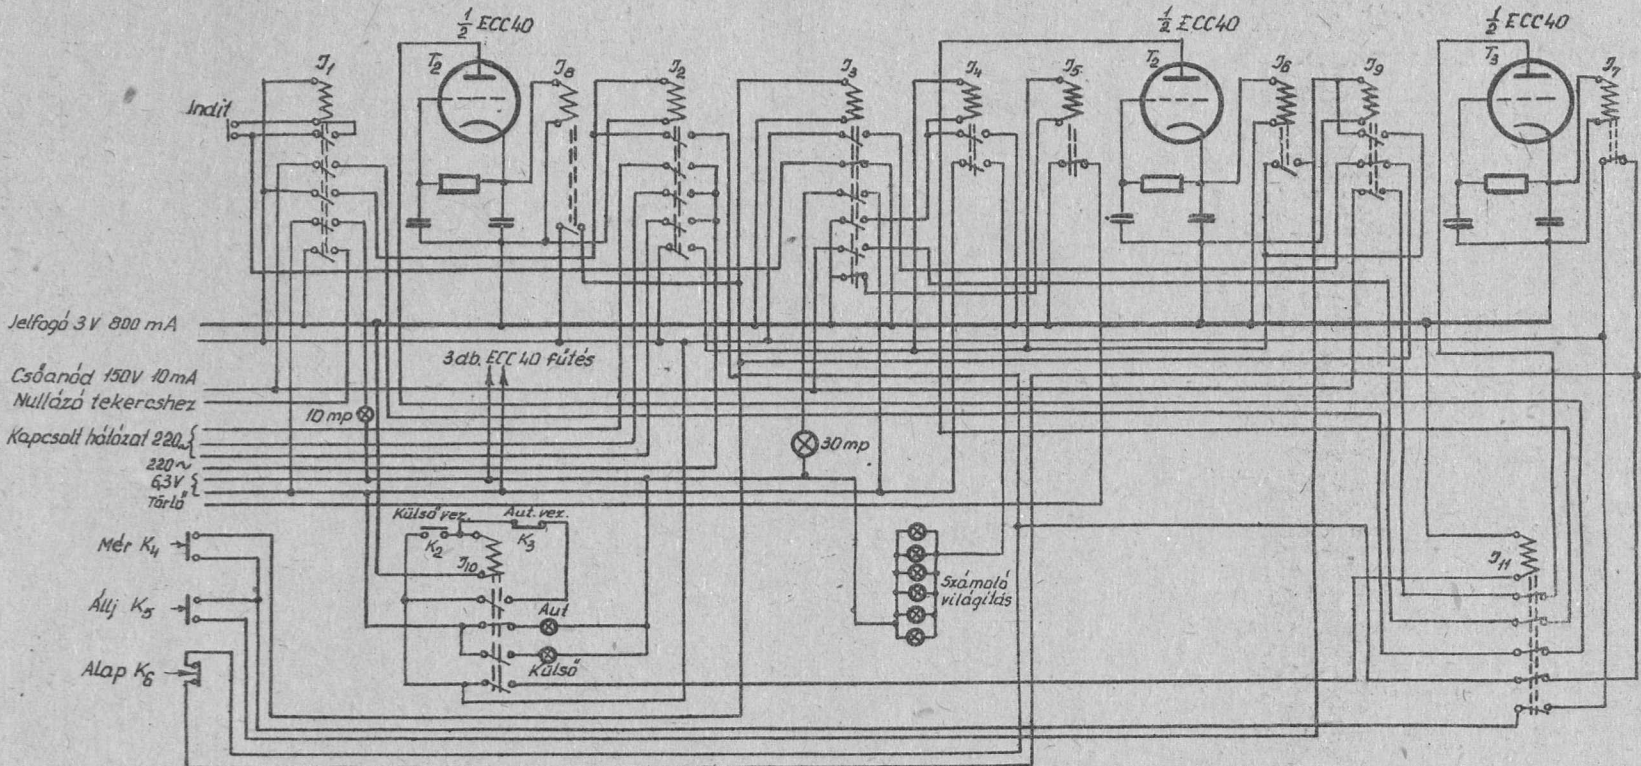 ½ ECC40
½ ECC40
½ ECC40
J1
T2
J8
J2
J3
J4
J5
T2
J6
J9
T3
J7
Indit
Jelfogó 3V 800 mA
3 db. ECC 40 fűtés
Csőanód 150V 10mA
Nullázó tekercshez
10 mp
Kapcsolt hálózat 220~ {
30 mp
220 ~
6,3V {
Törlő
Külső vez.
Aut. vez.
K2
K3
Mér K4
J10
J11
Számoló
világítás
Állj K5
Aut
Külső
Alap K6